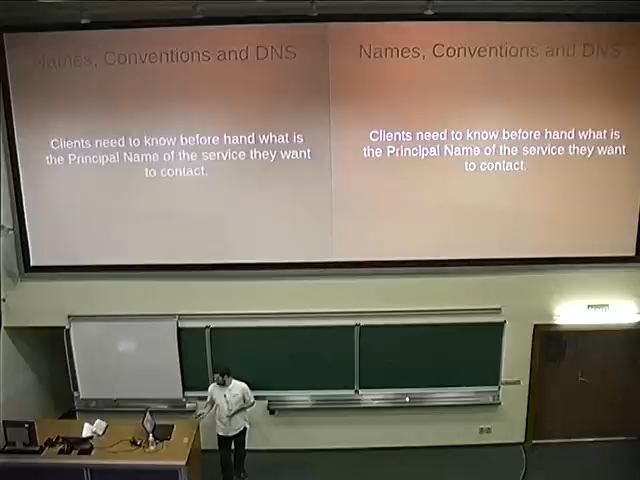 Names, Conventions and DNS
Clients need to know before hand what is
the Principal Name of the service they want
to contact.
Names, Conventions and DNS
Clients need to know before hand what is
the Principal Name of the service they want
to contact.